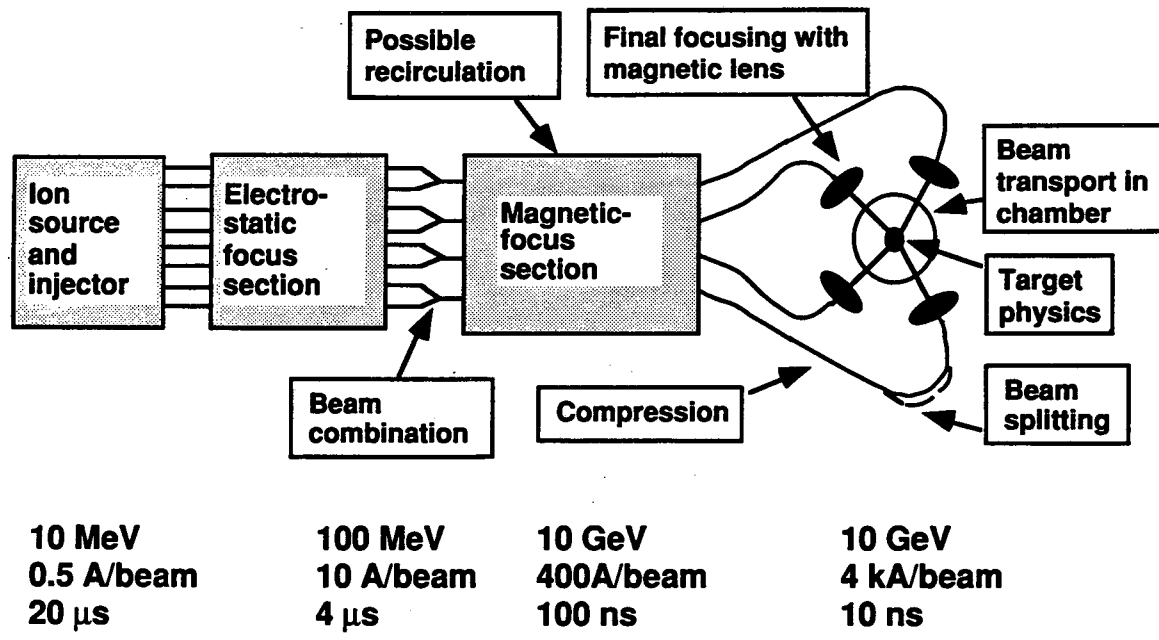 Possible
recirculation
Final focusing with
magnetic lens
Ion
source
and
injector
Electro-
static
focus
section
Magnetic-
focus
section
Beam
transport in
chamber
Target
physics
Beam
combination
Compression
Beam
splitting
10 MeV
0.5 A/beam
20 μs
100 MeV
10 A/beam
4 μs
10 GeV
400A/beam
100 ns
10 GeV
4 kA/beam
10 ns